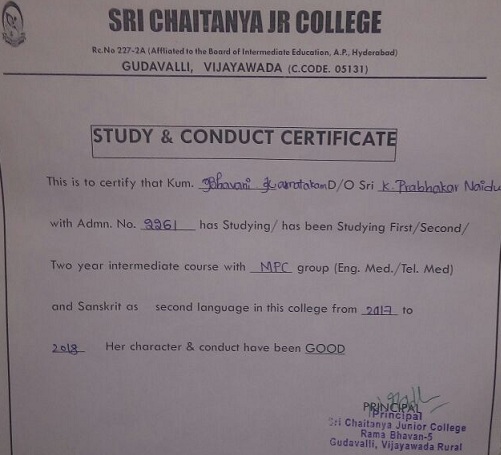 SRI CHAITANYA JR COLLEGE
Rc.No 227-2A (Affliated to the Board of Intermediate Education, A.P., Hyderabad)
GUDAVALLI, VIJAYAWADA (C.CODE. 05131)
STUDY & CONDUCT CERTIFICATE
This is to certify that Kum. Bhavani Karnatakam D/O Sri K. Prabhakar Naidu
with Admn. No. 2261 has Studying/ has been Studying First/Second/
Two year intermediate course with MPC group (Eng. Med./Tel. Med)
and Sanskrit as second language in this college from 2017 to
2018 Her character & conduct have been GOOD
PRINCIPAL
Principal
Sri Chaitanya Junior College
Rama Bhavan-5
Gudavalli, Vijayawada Rural